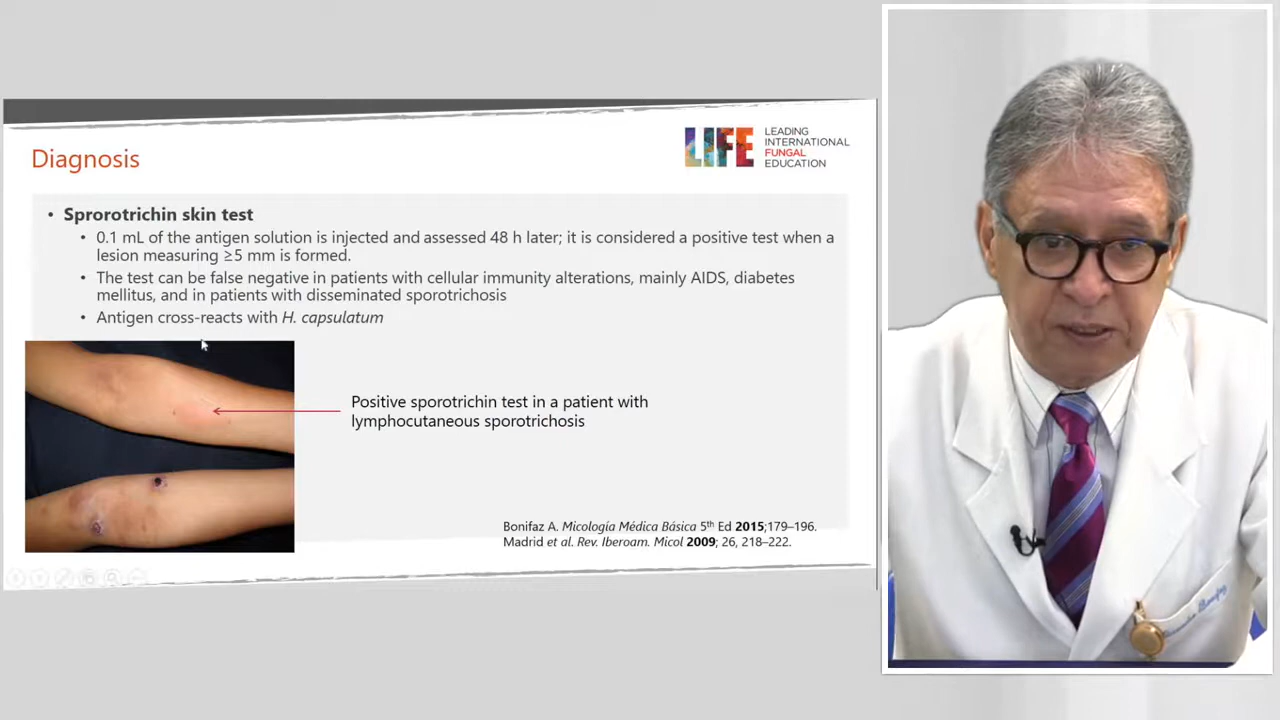 Diagnosis
LIFE
LEADING
INTERNATIONAL
FUNGAL
EDUCATION
• Sprorotrichin skin test
• 0.1 mL of the antigen solution is injected and assessed 48 h later; it is considered a positive test when a
lesion measuring ≥5 mm is formed.
• The test can be false negative in patients with cellular immunity alterations, mainly AIDS, diabetes
mellitus, and in patients with disseminated sporotrichosis
• Antigen cross-reacts with H. capsulatum
Positive sporotrichin test in a patient with
lymphocutaneous sporotrichosis
Bonifaz A. Micología Médica Básica 5th Ed 2015;179–196.
Madrid et al. Rev. Iberoam. Micol 2009; 26, 218–222.